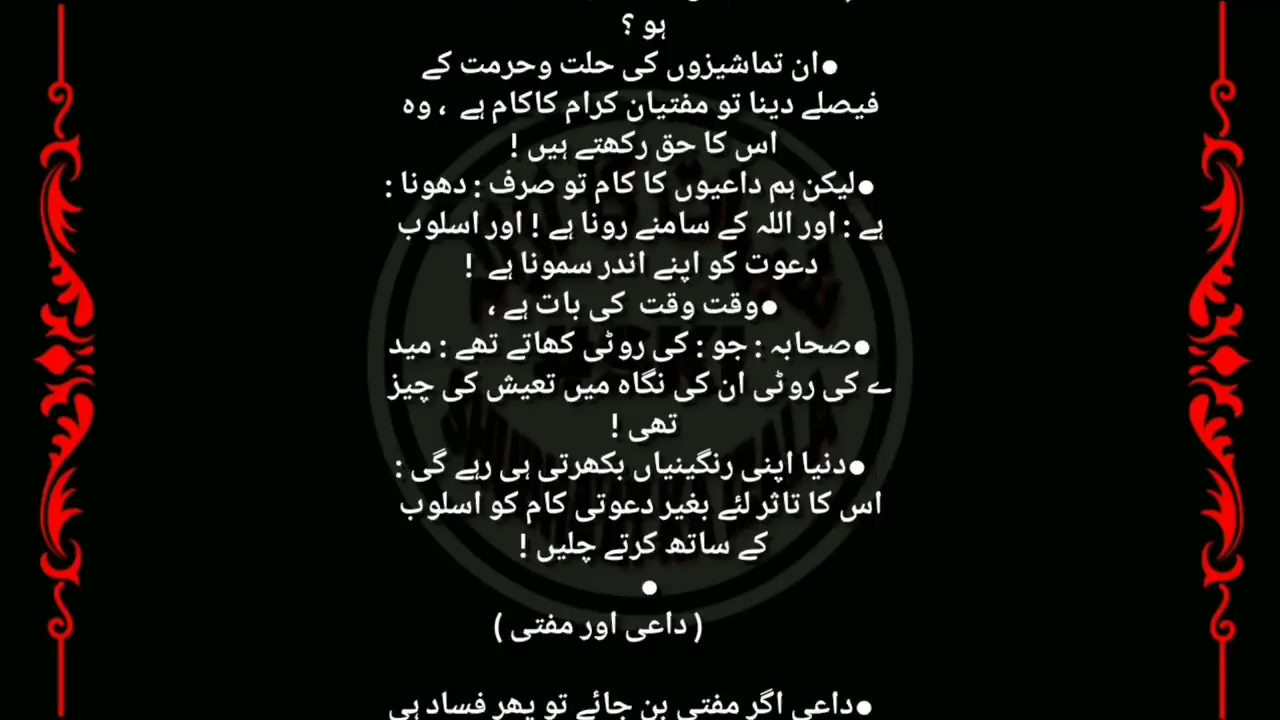 ہو ؟
●ان تماشیزوں کی حلت وحرمت کے
فیصلے دینا تو مفتیان کرام کاکام ہے ، وہ
اس کا حق رکھتے ہیں !
●لیکن ہم داعیوں کا کام تو صرف : دھونا :
ہے : اور اللہ کے سامنے رونا ہے ! اور اسلوب
دعوت کو اپنے اندر سمونا ہے !
●وقت وقت کی بات ہے ،
●صحابہ : جو : کی روٹی کھاتے تھے : مید
ے کی روٹی ان کی نگاہ میں تعیش کی چیز
تھی !
●دنیا اپنی رنگینیاں بکھرتی ہی رہے گی :
اس کا تاثر لئے بغیر دعوتی کام کو اسلوب
کے ساتھ کرتے چلیں !
●
( داعی اور مفتی )
●داعی اگر مفتی بن جائے تو پھر فساد ہی